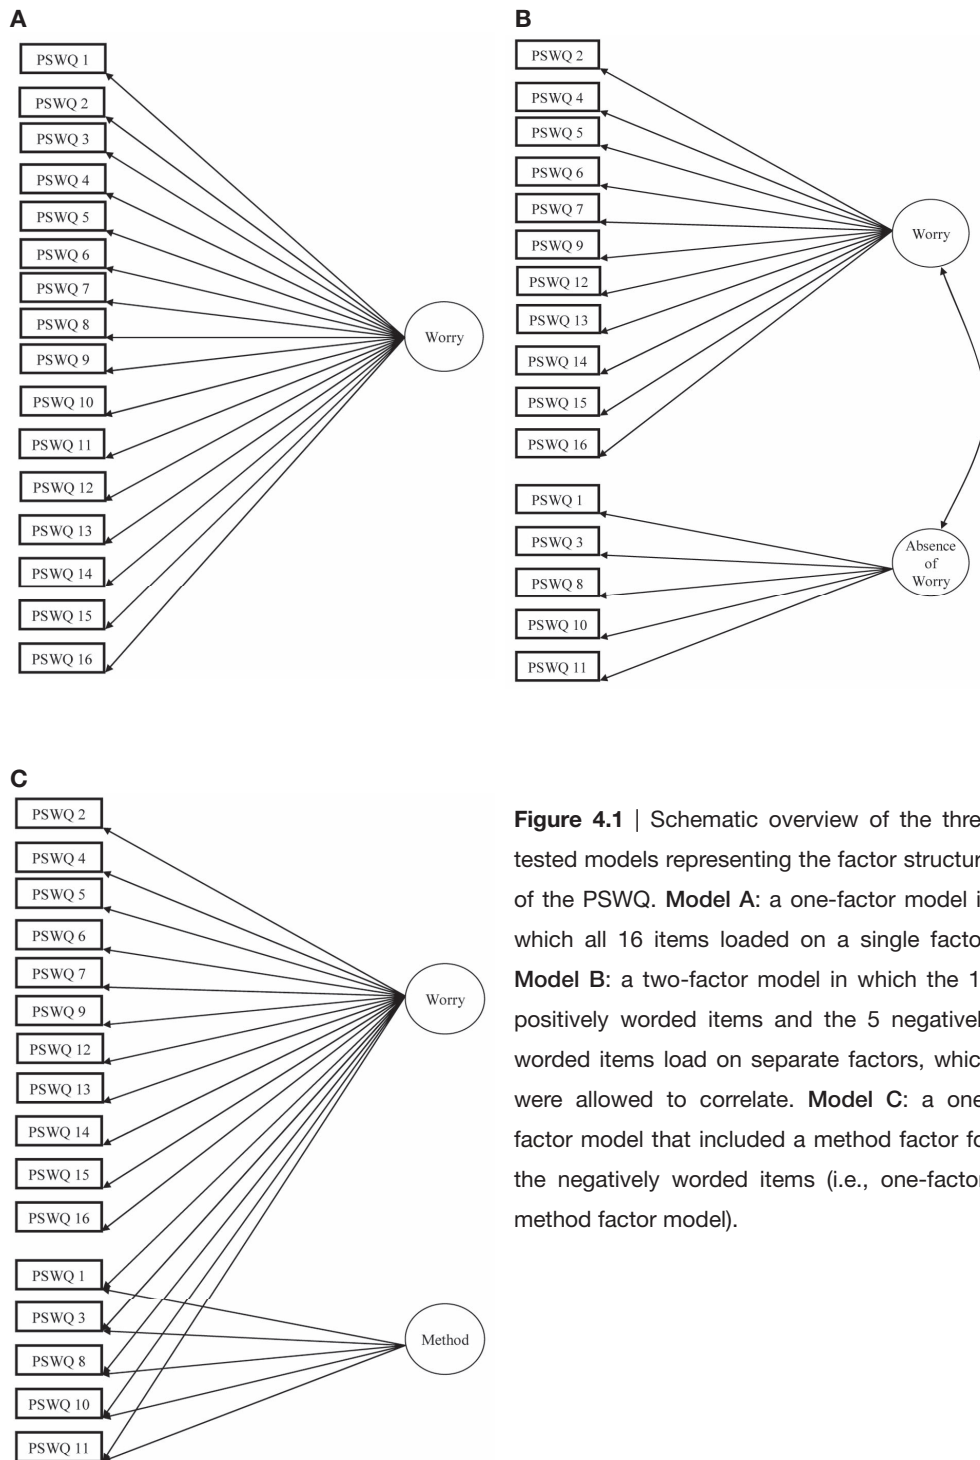 A
PSWQ 1
PSWQ 2
PSWQ 3
PSWQ 4
PSWQ 5
PSWQ 6
PSWQ 7
PSWQ 8
PSWQ 9
PSWQ 10
PSWQ 11
PSWQ 12
PSWQ 13
PSWQ 14
PSWQ 15
PSWQ 16
Worry
B
PSWQ 2
PSWQ 4
PSWQ 5
PSWQ 6
PSWQ 7
PSWQ 9
PSWQ 12
PSWQ 13
PSWQ 14
PSWQ 15
PSWQ 16
PSWQ 1
PSWQ 3
PSWQ 8
PSWQ 10
PSWQ 11
Worry
Absence
of
Worry
C
PSWQ 2
PSWQ 4
PSWQ 5
PSWQ 6
PSWQ 7
PSWQ 9
PSWQ 12
PSWQ 13
PSWQ 14
PSWQ 15
PSWQ 16
PSWQ 1
PSWQ 3
PSWQ 8
PSWQ 10
PSWQ 11
Worry
Method
Figure 4.1 | Schematic overview of the thre
tested models representing the factor structur
of the PSWQ. Model A: a one-factor model i
which all 16 items loaded on a single facto
Model B: a two-factor model in which the 1
positively worded items and the 5 negativel
worded items load on separate factors, whic
were allowed to correlate. Model C: a one
factor model that included a method factor fo
the negatively worded items (i.e., one-factor
method factor model).